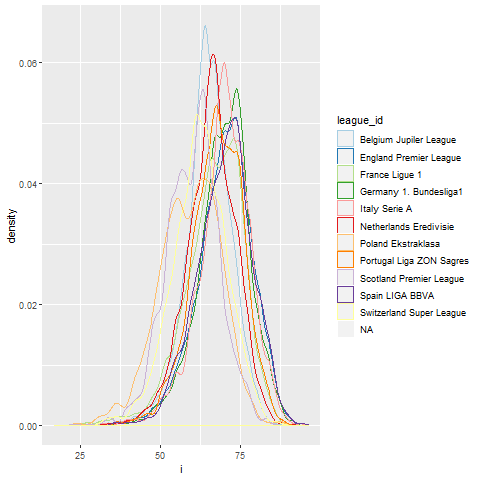 density
0.06
0.04
0.02
0.00
25
50
75
i
league_id
Belgium Jupiler League
England Premier League
France Ligue 1
Germany 1. Bundesliga1
Italy Serie A
Netherlands Eredivisie
Poland Ekstraklasa
Portugal Liga ZON Sagres
Scotland Premier League
Spain LIGA BBVA
Switzerland Super League
NA